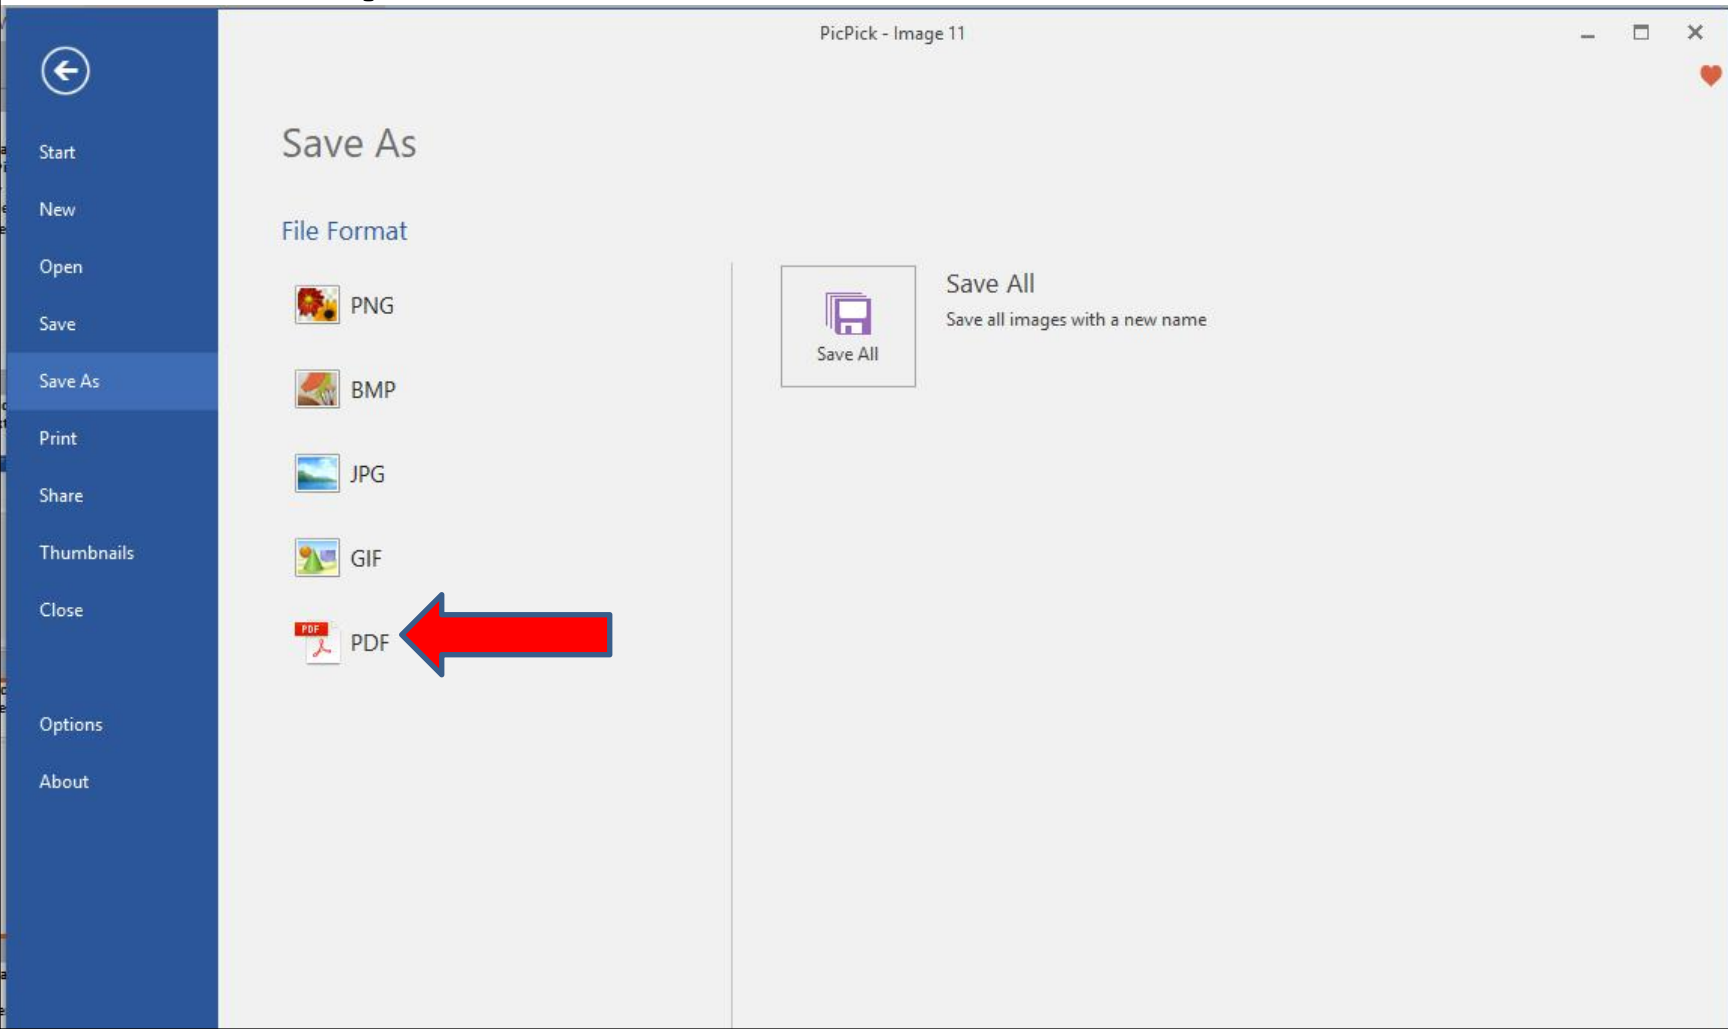 PicPick - Image 11
Start
New
Open
Save
Save As
Print
Share
Thumbnails
Close
Options
About
Save As
File Format
PNG
BMP
JPG
GIF
PDF
PDF
Save All
Save All
Save all images with a new name